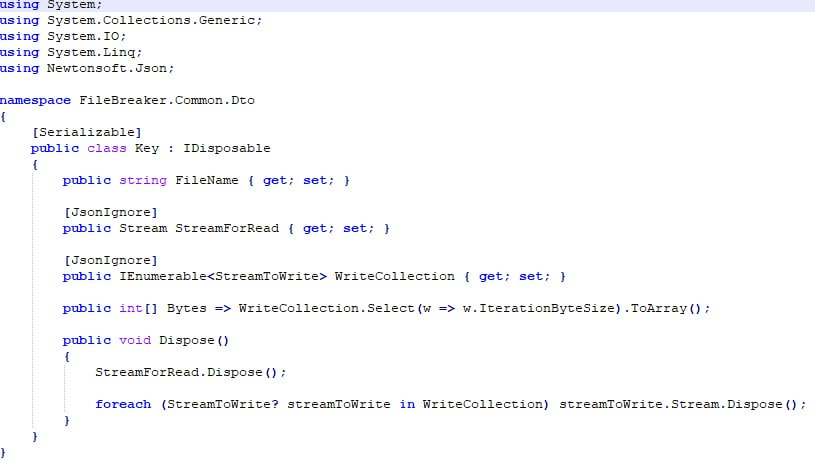 using System;
using System.Collections.Generic;
using System.IO;
using System.Linq;
using Newtonsoft.Json;

namespace FileBreaker.Common.Dto
{
    [Serializable]
    public class Key : IDisposable
    {
        public string FileName { get; set; }

        [JsonIgnore]
        public Stream StreamForRead { get; set; }

        [JsonIgnore]
        public IEnumerable<StreamToWrite> WriteCollection { get; set; }

        public int[] Bytes => WriteCollection.Select(w => w.IterationByteSize).ToArray();

        public void Dispose()
        {
            StreamForRead.Dispose();

            foreach (StreamToWrite? streamToWrite in WriteCollection) streamToWrite.Stream.Dispose();
        }
    }
}